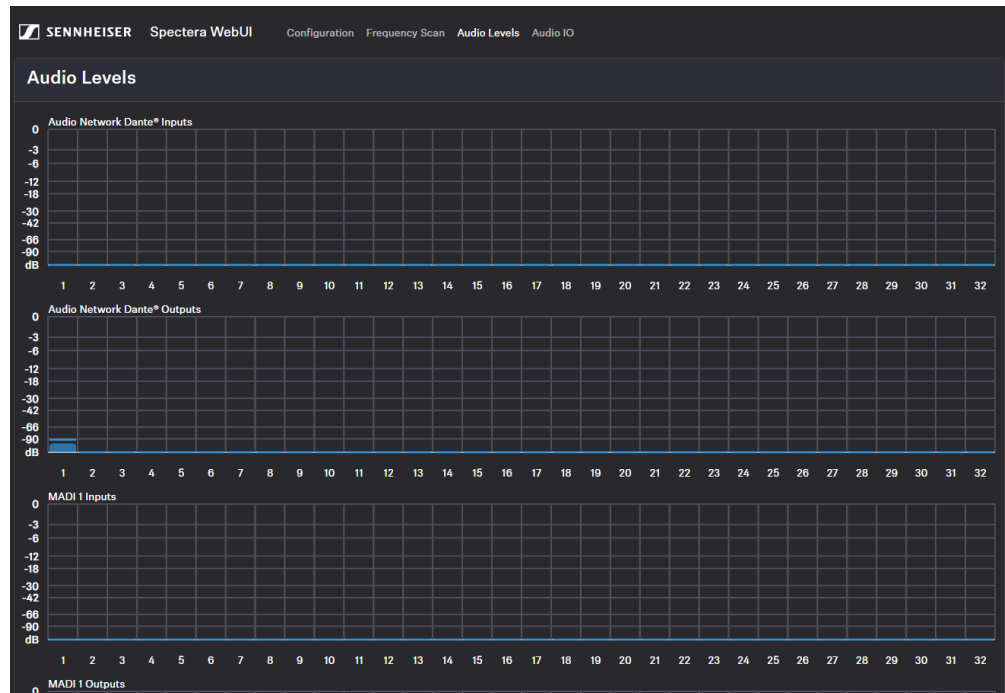 SENNHEISER Spectera WebUI Configuration Frequency Scan Audio Levels Audio IO
Audio Levels
Audio Network Dante® Inputs
0
-3
-6
-12
-18
-30
-42
-66
-90
dB
1 2 3 4 5 6 7 8 9 10 11 12 13 14 15 16 17 18 19 20 21 22 23 24 25 26 27 28 29 30 31 32
Audio Network Dante® Outputs
0
-3
-6
-12
-18
-30
-42
-66
-90
dB
1 2 3 4 5 6 7 8 9 10 11 12 13 14 15 16 17 18 19 20 21 22 23 24 25 26 27 28 29 30 31 32
MADI 1 Inputs
0
-3
-6
-12
-18
-30
-42
-66
-90
dB
1 2 3 4 5 6 7 8 9 10 11 12 13 14 15 16 17 18 19 20 21 22 23 24 25 26 27 28 29 30 31 32
MADI 1 Outputs
0